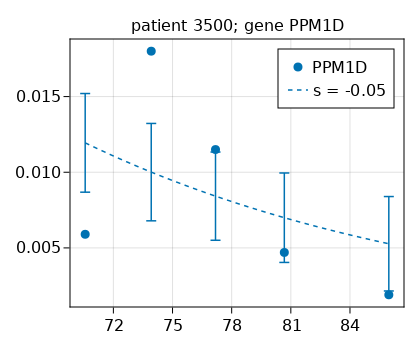 patient 3500; gene PPM1D
PPM1D
s = -0.05
0.015
0.010
0.005
72 75 78 81 84